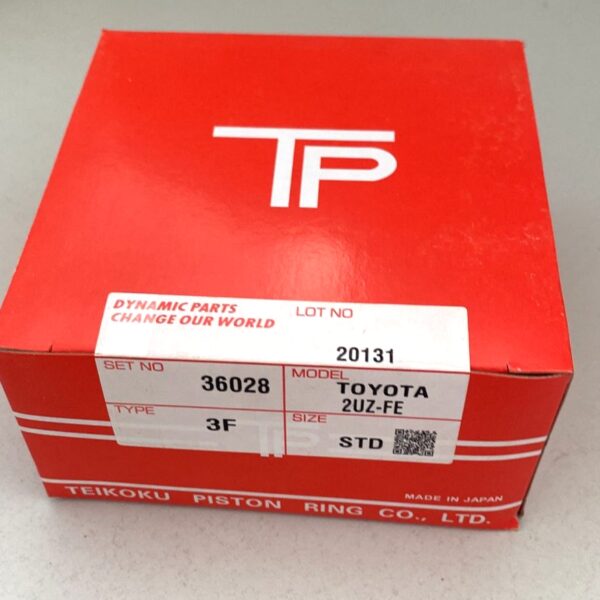 TP
DYNAMIC PARTS
CHANGE OUR WORLD
LOT NO
20131
SET NO
36028
MODEL
TOYOTA
2UZ-FE
TYPE
3F
SIZE
STD
TP
MADE IN JAPAN
TEIKOKU PISTON RING CO., LTD.